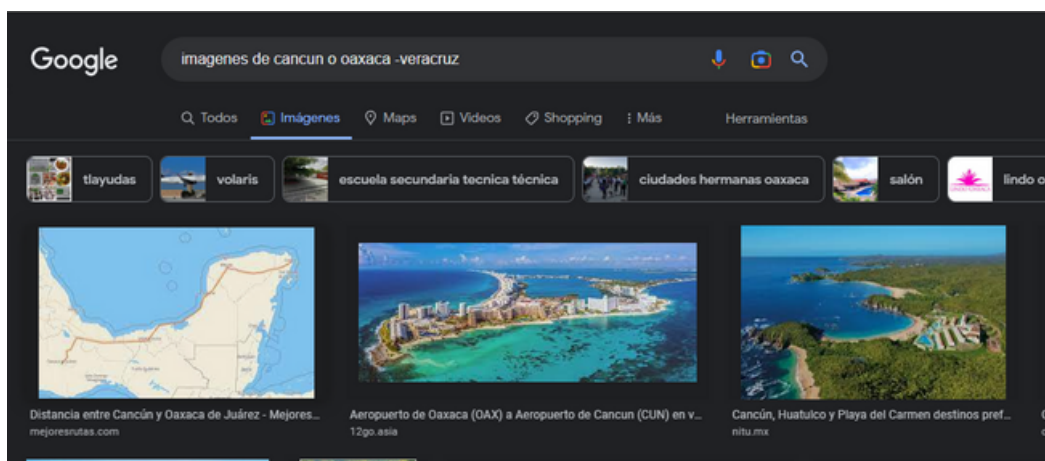 Google
imagenes de cancun o oaxaca -veracruz
Todos Imágenes Maps Videos Shopping Más Herramientas
tlayudas volaris escuela secundaria tecnica técnica ciudades hermanas oaxaca salón lindo o
Distancia entre Cancún y Oaxaca de Juárez - Mejores... Aeropuerto de Oaxaca (OAX) a Aeropuerto de Cancun (CUN) en v... Cancún, Huatulco y Playa del Carmen destinos pref...
mejoresrutas.com 12go.asia nitu.mx